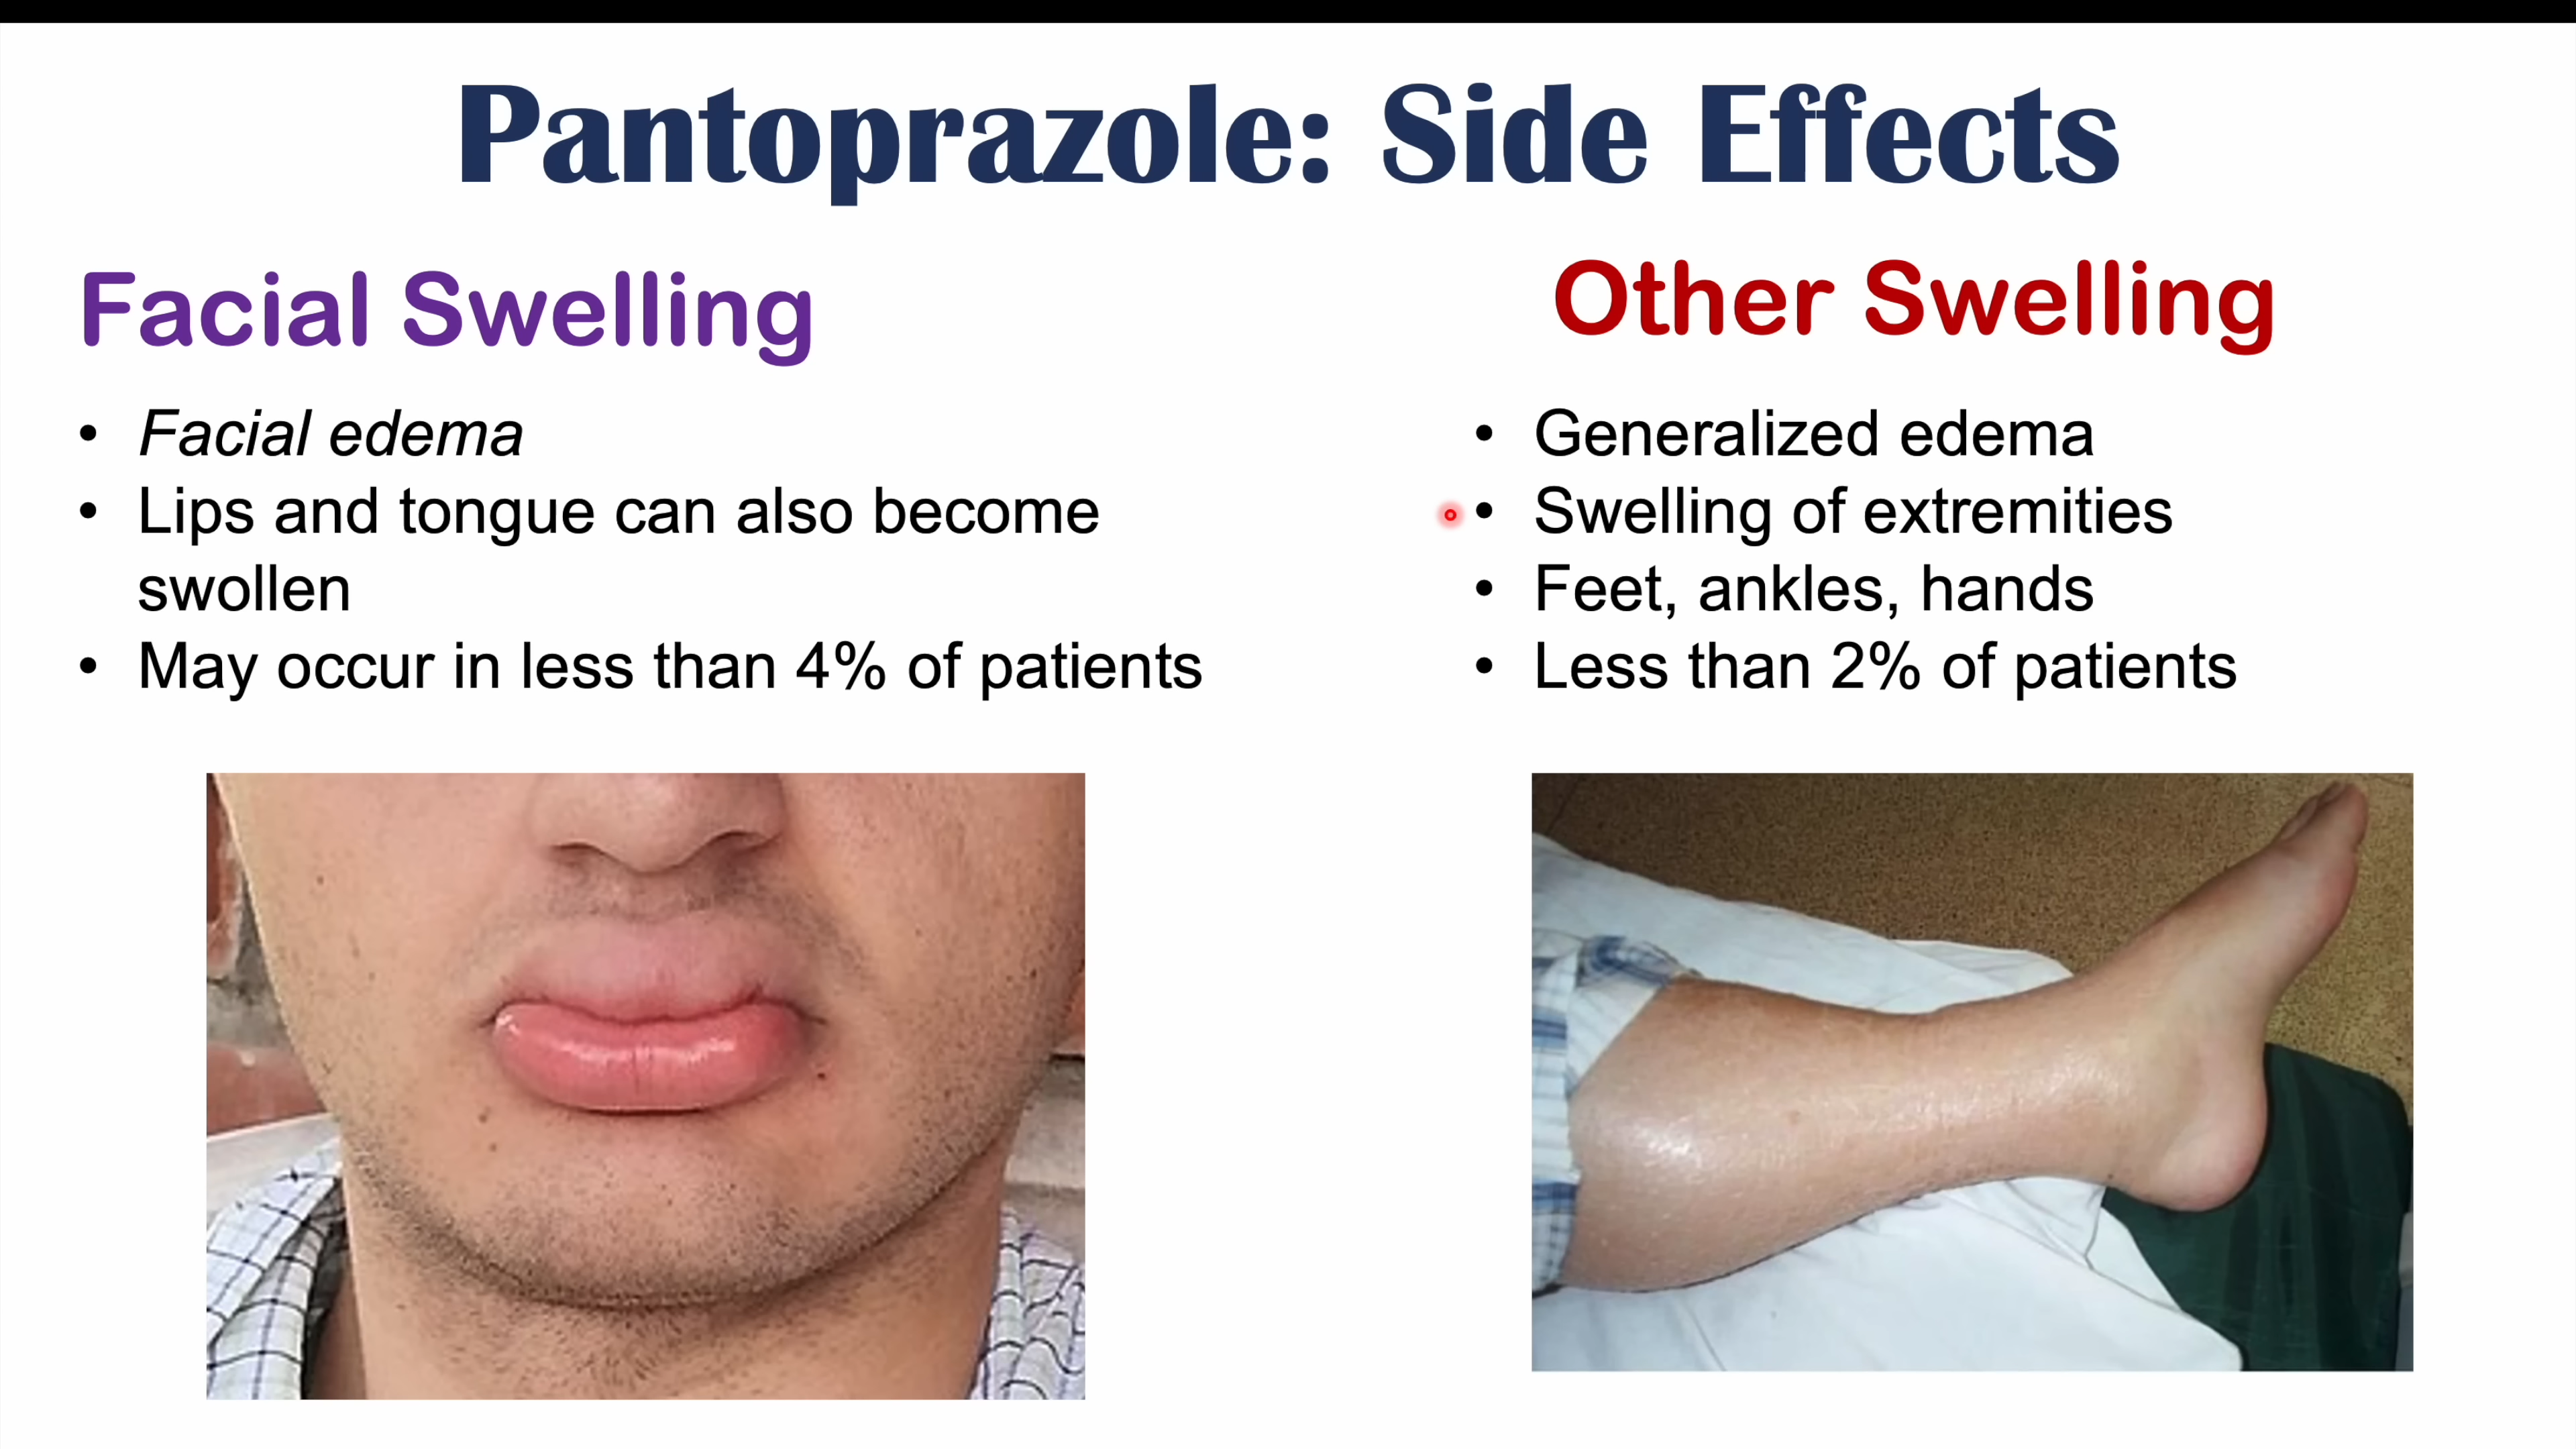 Pantoprazole: Side Effects
Facial Swelling
• Facial edema
• Lips and tongue can also become
swollen
• May occur in less than 4% of patients
Other Swelling
• Generalized edema
• Swelling of extremities
• Feet, ankles, hands
• Less than 2% of patients